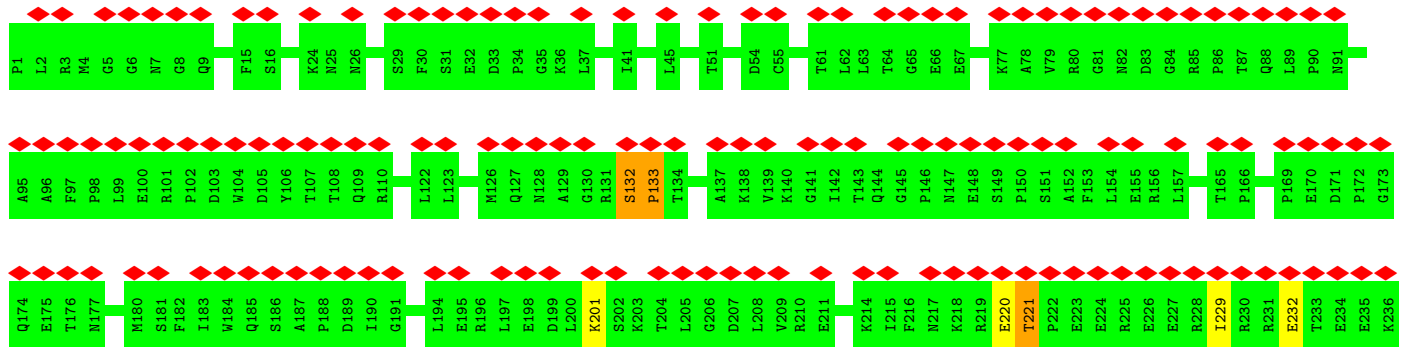 P1 L2 R3 M4 G5 G6 N7 G8 Q9 F15 S16 K24 N25 N26 S29 F30 S31 E32 D33 P34 G35 K36 L37 I41 L45 T51 D54 C55 T61 L62 L63 T64 G65 E66 E67 K77 A78 V79 R80 G81 N82 D83 G84 R85 P86 T87 Q88 L89 P90 N91
A95 A96 F97 P98 L99 E100 R101 P102 D103 W104 D105 Y106 T107 T108 Q109 R110 L122 L123 M126 Q127 N128 A129 G130 R131 S132 P133 T134 A137 K138 V139 K140 G141 I142 T143 Q144 G145 P146 N147 E148 S149 P150 S151 A152 F153 L154 E155 R156 L157 T165 P166 P169 E170 D171 P172 G173
Q174 E175 T176 N177 M180 S181 F182 I183 W184 Q185 S186 A187 P188 D189 I190 G191 L194 E195 R196 L197 E198 D199 L200 K201 S202 K203 T204 L205 G206 D207 L208 V209 R210 E211 K214 I215 F216 N217 K218 R219 E220 T221 P222 E223 E224 R225 E226 E227 R228 I229 R230 R231 E232 T233 E234 E235 K236